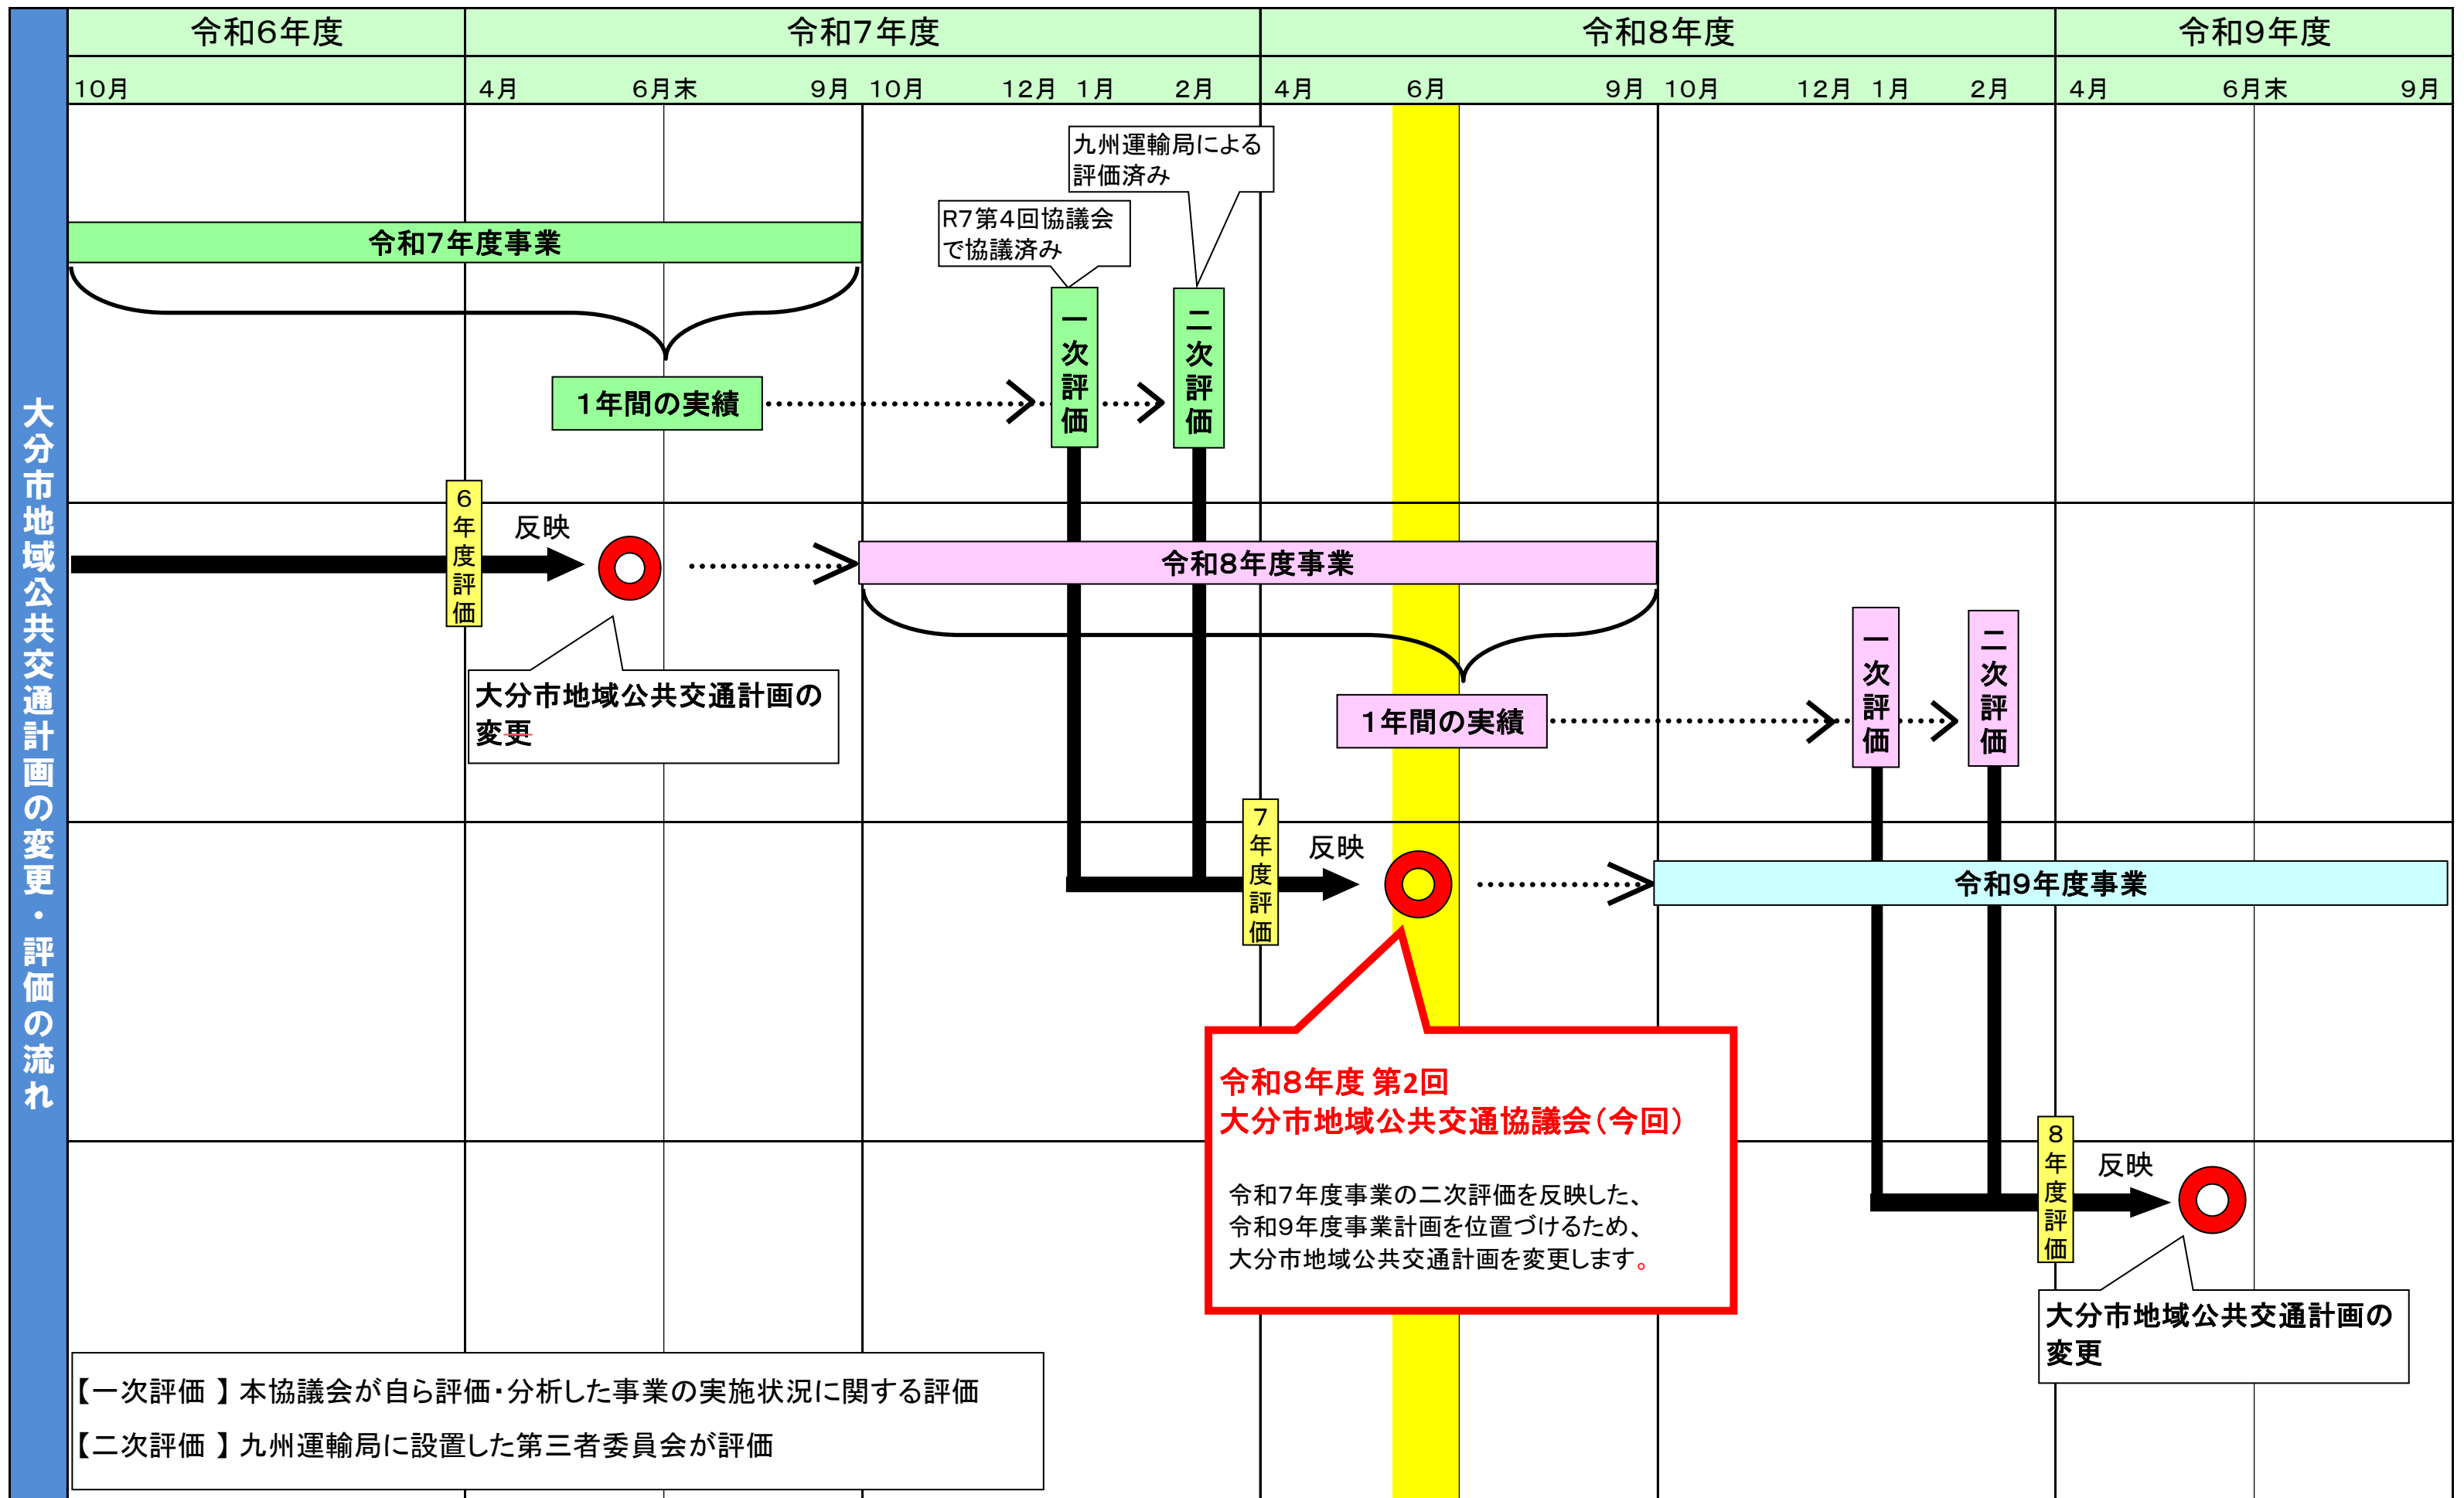 大分市地域公共交通計画の変更・評価の流れ
令和6年度
令和7年度
令和8年度
令和9年度
10月
4月
6月末
9月
10月
12月
1月
2月
4月
6月
9月
10月
12月
1月
2月
4月
6月末
9月
九州運輸局による
評価済み
R7第4回協議会
で協議済み
令和7年度事業
一次評価
二次評価
1年間の実績
6年度評価
反映
令和8年度事業
大分市地域公共交通計画の
変更
一次評価
二次評価
1年間の実績
7年度評価
反映
令和9年度事業
令和8年度 第2回
大分市地域公共交通協議会(今回)
令和7年度事業の二次評価を反映した、
令和9年度事業計画を位置づけるため、
大分市地域公共交通計画を変更します。
8年度評価
反映
大分市地域公共交通計画の
変更
【一次評価 】 本協議会が自ら評価・分析した事業の実施状況に関する評価
【二次評価 】 九州運輸局に設置した第三者委員会が評価